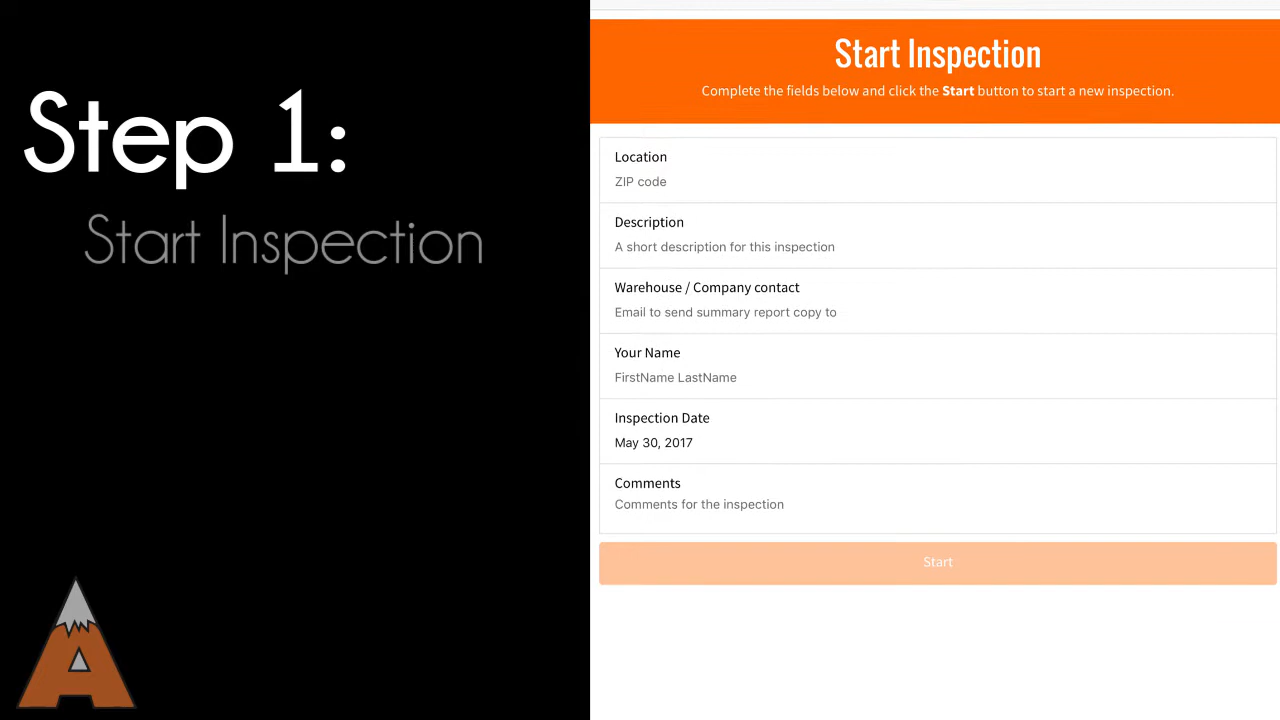 Step 1:
Start Inspection
Start Inspection
Complete the fields below and click the Start button to start a new inspection.
Location
ZIP code
Description
A short description for this inspection
Warehouse / Company contact
Email to send summary report copy to
Your Name
FirstName LastName
Inspection Date
May 30, 2017
Comments
Comments for the inspection
Start
A